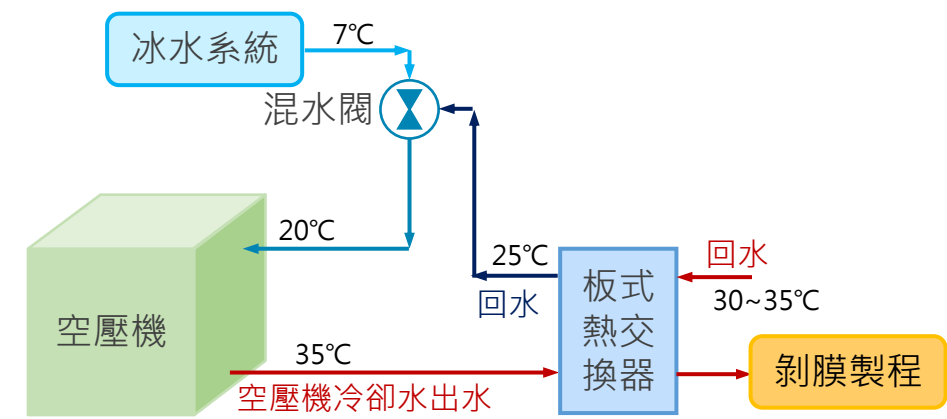 冰水系統
7℃
混水閥
20℃
25℃
回水
回水
30~35℃
板式
熱交
換器
空壓機
35℃
空壓機冷卻水出水
剝膜製程